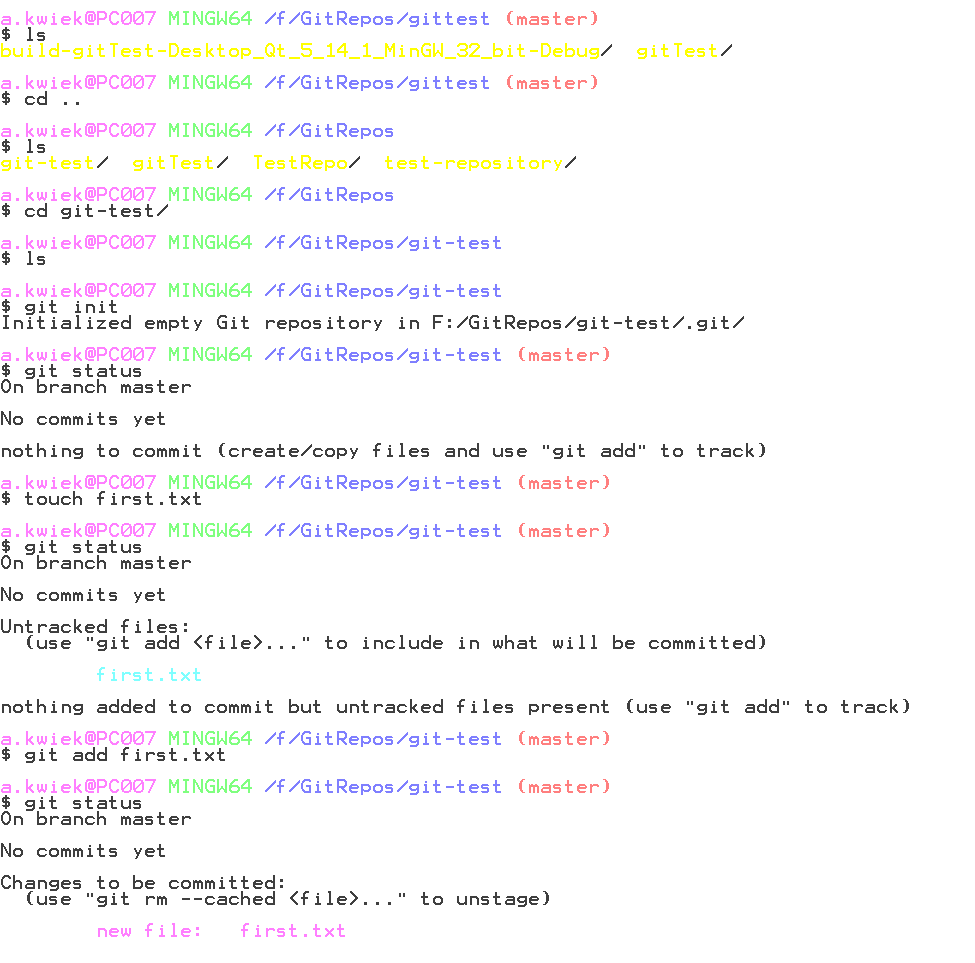 a.kwiek@PC007 MINGW64 /f/GitRepos/gittest (master)
$ ls
build-gitTest-Desktop_Qt_5_14_1_MinGW_32_bit-Debug/  gitTest/

a.kwiek@PC007 MINGW64 /f/GitRepos/gittest (master)
$ cd ..

a.kwiek@PC007 MINGW64 /f/GitRepos
$ ls
git-test/  gitTest/  TestRepo/  test-repository/

a.kwiek@PC007 MINGW64 /f/GitRepos
$ cd git-test/

a.kwiek@PC007 MINGW64 /f/GitRepos/git-test
$ ls

a.kwiek@PC007 MINGW64 /f/GitRepos/git-test
$ git init
Initialized empty Git repository in F:/GitRepos/git-test/.git/

a.kwiek@PC007 MINGW64 /f/GitRepos/git-test (master)
$ git status
On branch master

No commits yet

nothing to commit (create/copy files and use "git add" to track)

a.kwiek@PC007 MINGW64 /f/GitRepos/git-test (master)
$ touch first.txt

a.kwiek@PC007 MINGW64 /f/GitRepos/git-test (master)
$ git status
On branch master

No commits yet

Untracked files:
  (use "git add <file>..." to include in what will be committed)

        first.txt

nothing added to commit but untracked files present (use "git add" to track)

a.kwiek@PC007 MINGW64 /f/GitRepos/git-test (master)
$ git add first.txt

a.kwiek@PC007 MINGW64 /f/GitRepos/git-test (master)
$ git status
On branch master

No commits yet

Changes to be committed:
  (use "git rm --cached <file>..." to unstage)

        new file:   first.txt